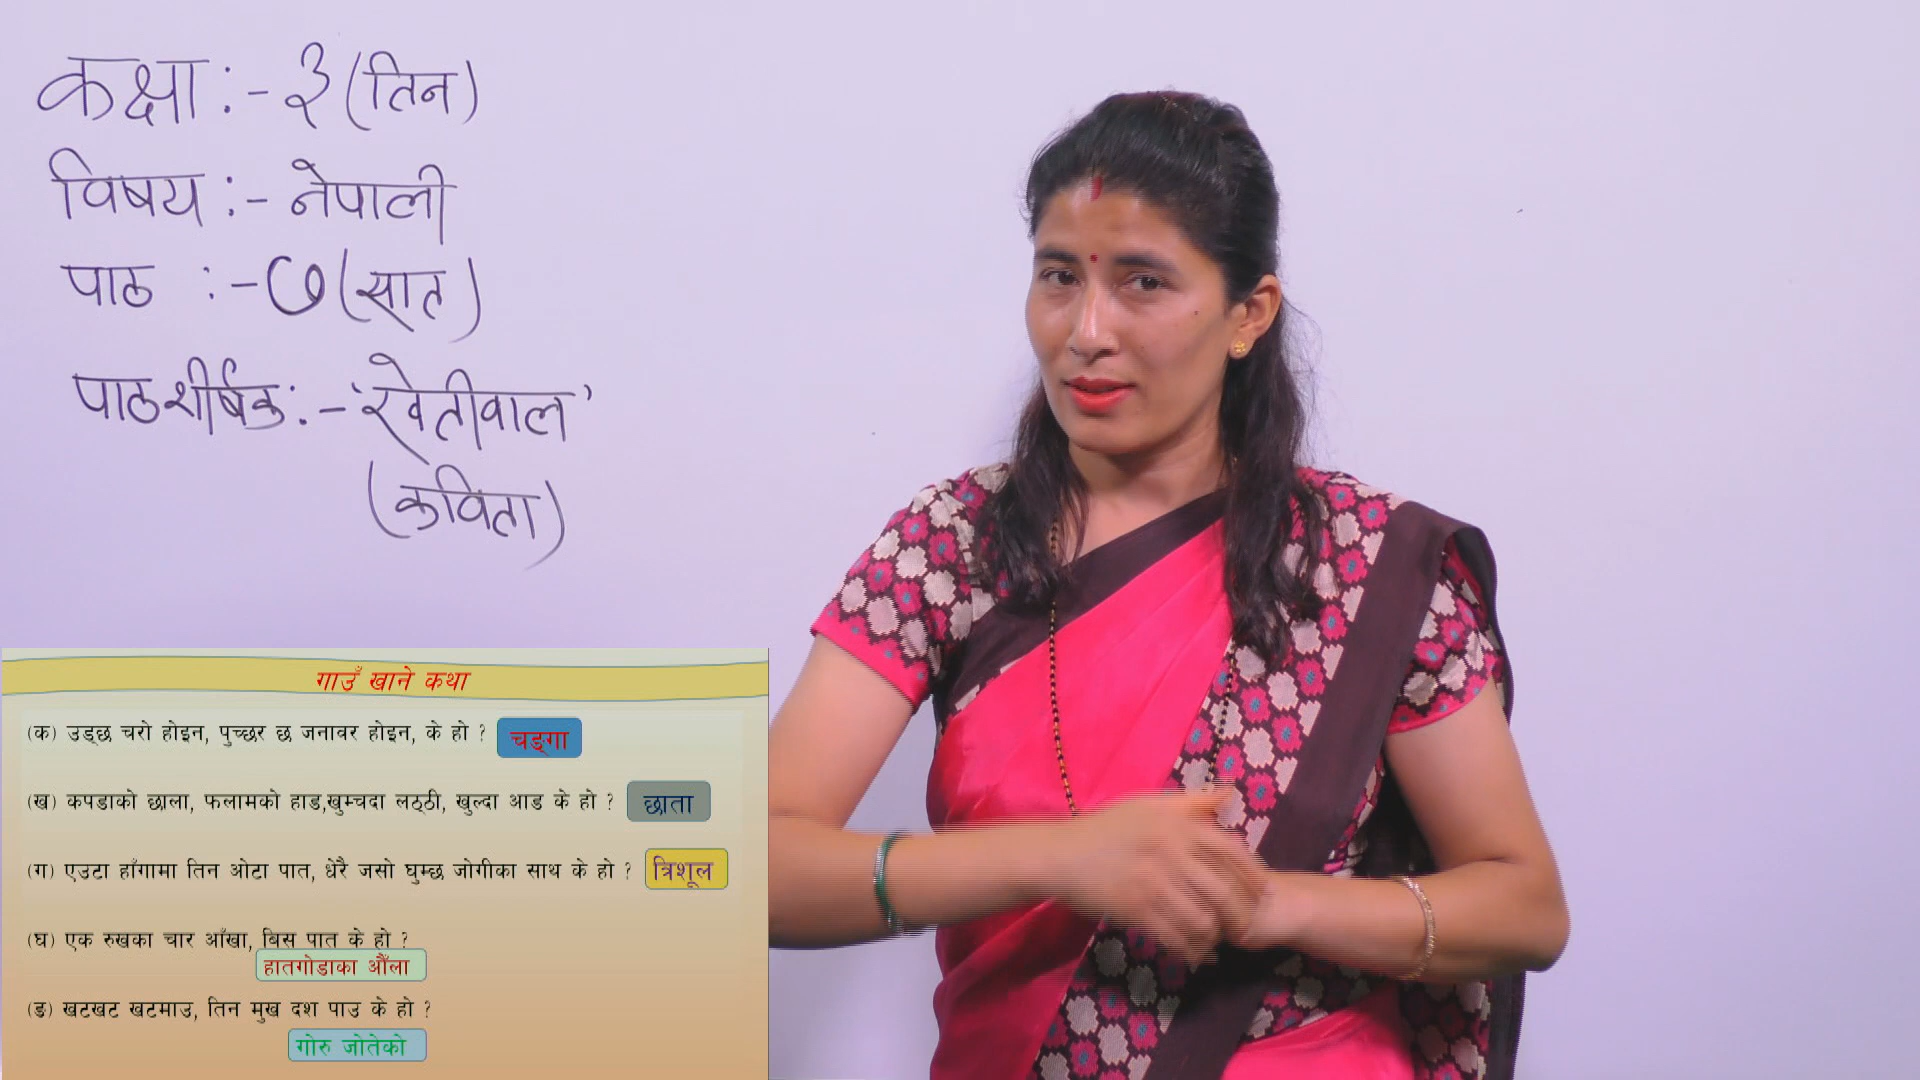 कक्षा :- ३ (तिन)
विषय :- नेपाली
पाठ :- ७ (सात)
पाठशीर्षक :- 'खेतीवाल'
(कविता)
गाउँ खाने कथा
(क) उड्छ चरो होइन, पुच्छर छ जनावर होइन, के हो ? चङ्गा
(ख) कपडाको छाला, फलामको हाड,खुम्चदा लठ्ठी, खुल्दा आड के हो ? छाता
(ग) एउटा हाँगामा तिन ओटा पात, धेरै जसो घुम्छ जोगीका साथ के हो ? त्रिशूल
(घ) एक रुखका चार आँखा, बिस पात के हो ?
हातगोडाका औँला
(ङ) खटखट खटमाउ, तिन मुख दश पाउ के हो ?
गोरु जोतेको